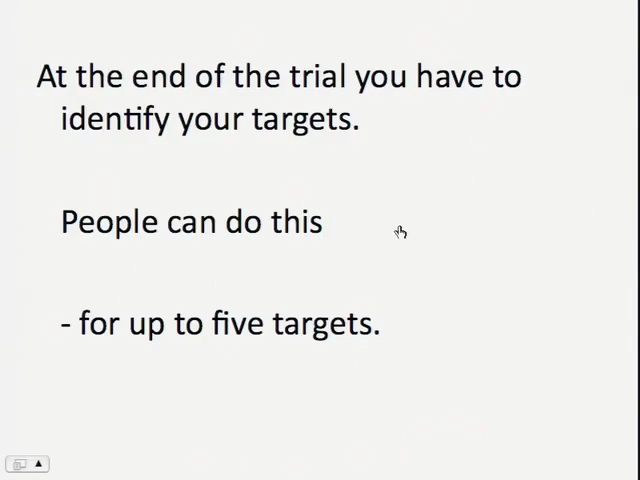 At the end of the trial you have to
identify your targets.
People can do this
- for up to five targets.